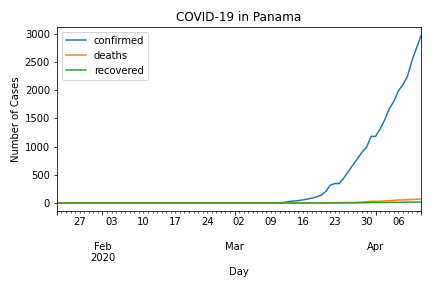 COVID-19 in Panama
confirmed
deaths
recovered
Number of Cases
3000
2500
2000
1500
1000
500
0
27 03 10 17 24 02 09 16 23 30 06
Feb Mar Apr
2020
Day